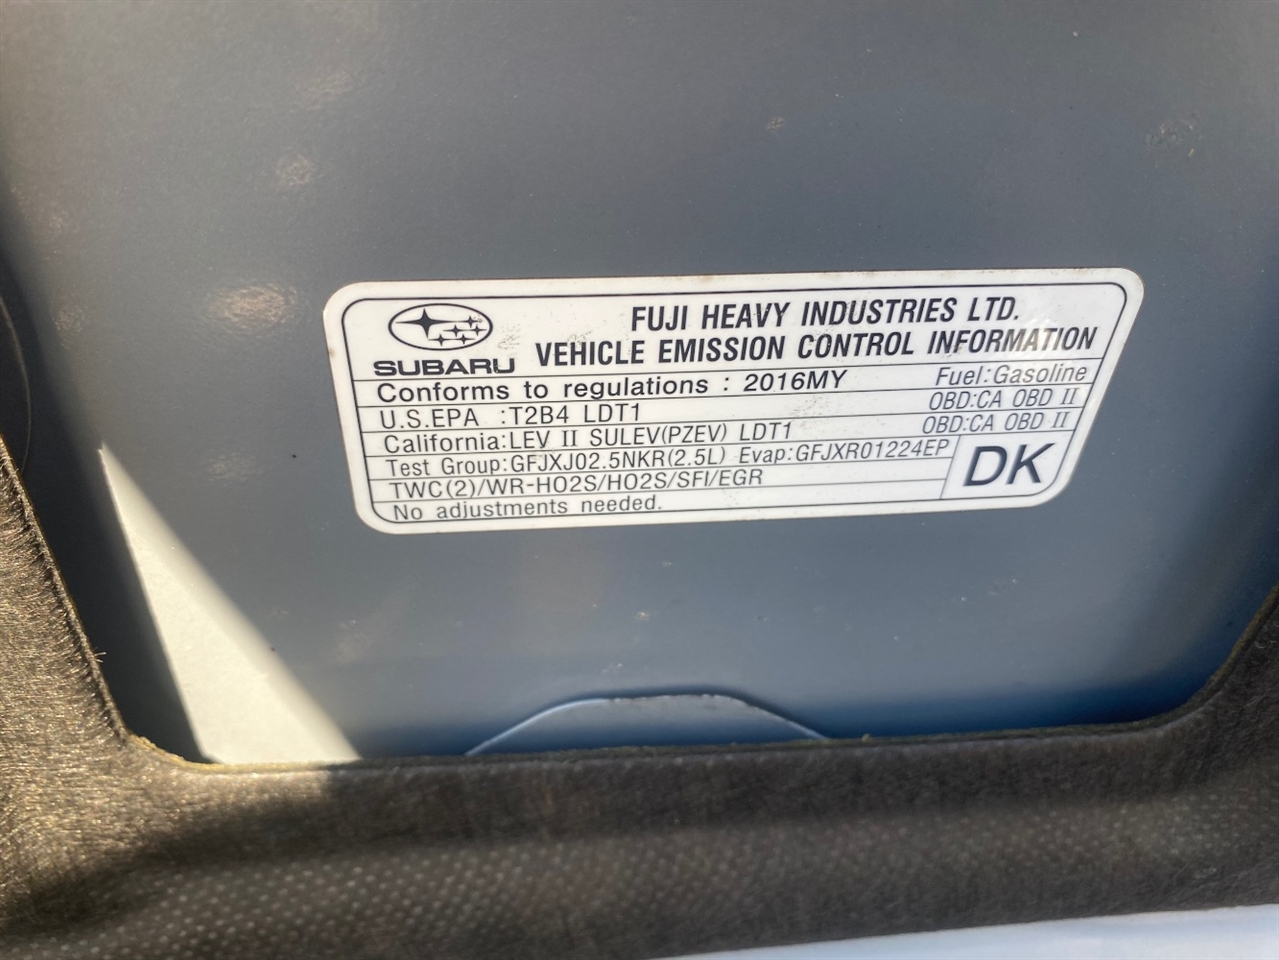 FUJI HEAVY INDUSTRIES LTD.
SUBARU VEHICLE EMISSION CONTROL INFORMATION
Conforms to regulations : 2016MY Fuel:Gasoline
U.S.EPA :T2B4 LDT1 OBD:CA OBD II
California:LEV II SULEV(PZEV) LDT1 OBD:CA OBD II
Test Group:GFJXJ02.5NKR(2.5L) Evap:GFJXR01224EP
TWC(2)/WR-HO2S/HO2S/SFI/EGR DK
No adjustments needed.